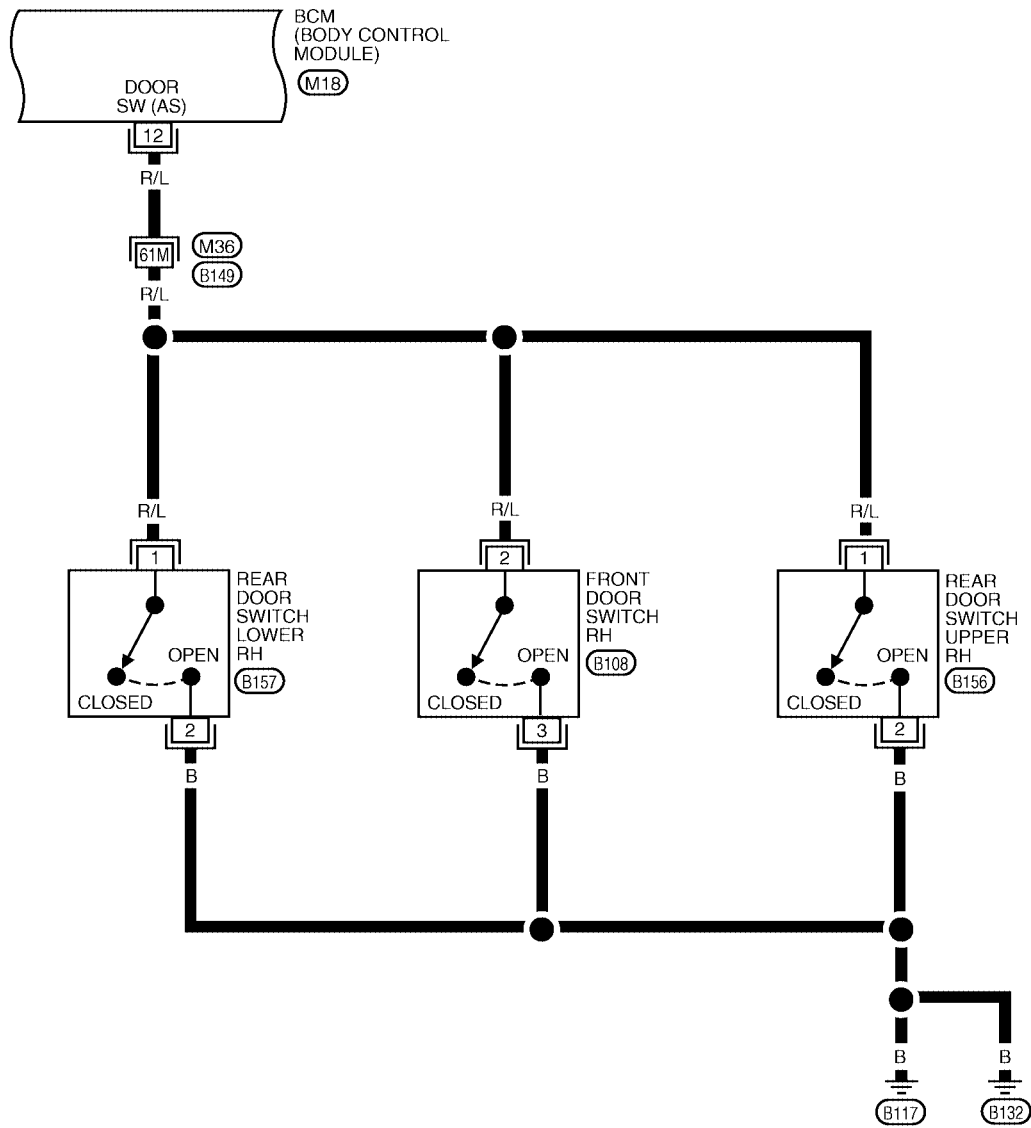 BCM
(BODY CONTROL
MODULE)
M18
DOOR
SW (AS)
12
R/L
61M
M36
B149
R/L
R/L
R/L
R/L
1
2
1
REAR
DOOR
SWITCH
LOWER
RH
B157
OPEN
CLOSED
FRONT
DOOR
SWITCH
RH
B108
OPEN
CLOSED
REAR
DOOR
SWITCH
UPPER
RH
B156
OPEN
CLOSED
2
3
2
B
B
B
B
B
B117
B132